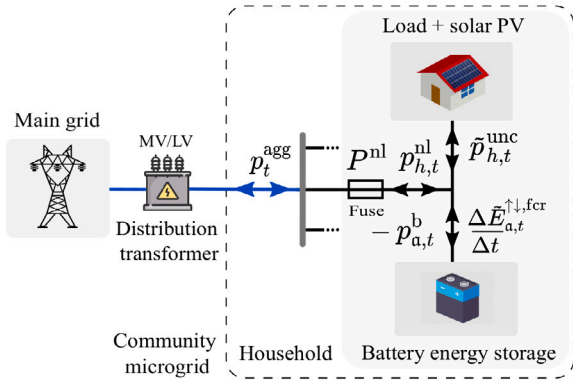 Load + solar PV
Main grid
MV/LV
p_t^agg
P^nl
p_{h,t}^nl
p̃_{h,t}^unc
Fuse
Distribution
transformer
− p_{a,t}^b
ΔẼ_{a,t}^{↑↓,fcr}
Δt
Community
microgrid
Household
Battery energy storage